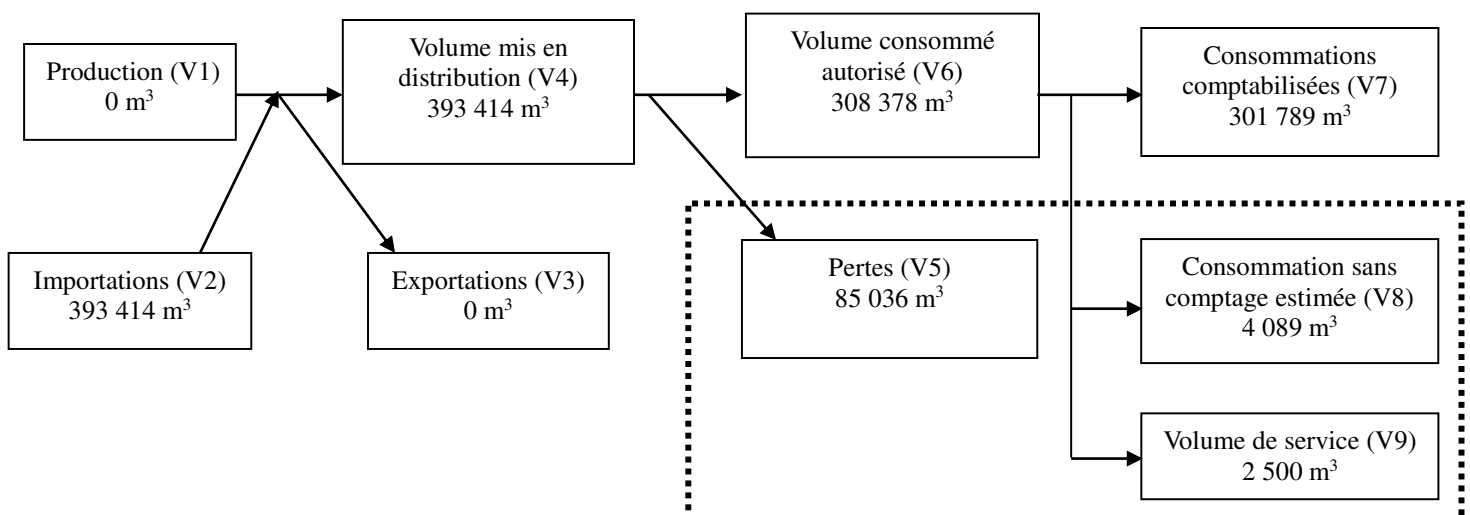 Production (V1)
0 m³
Volume mis en
distribution (V4)
393 414 m³
Volume consommé
autorisé (V6)
308 378 m³
Consommations
comptabilisées (V7)
301 789 m³
Importations (V2)
393 414 m³
Exportations (V3)
0 m³
Pertes (V5)
85 036 m³
Consommation sans
comptage estimée (V8)
4 089 m³
Volume de service (V9)
2 500 m³